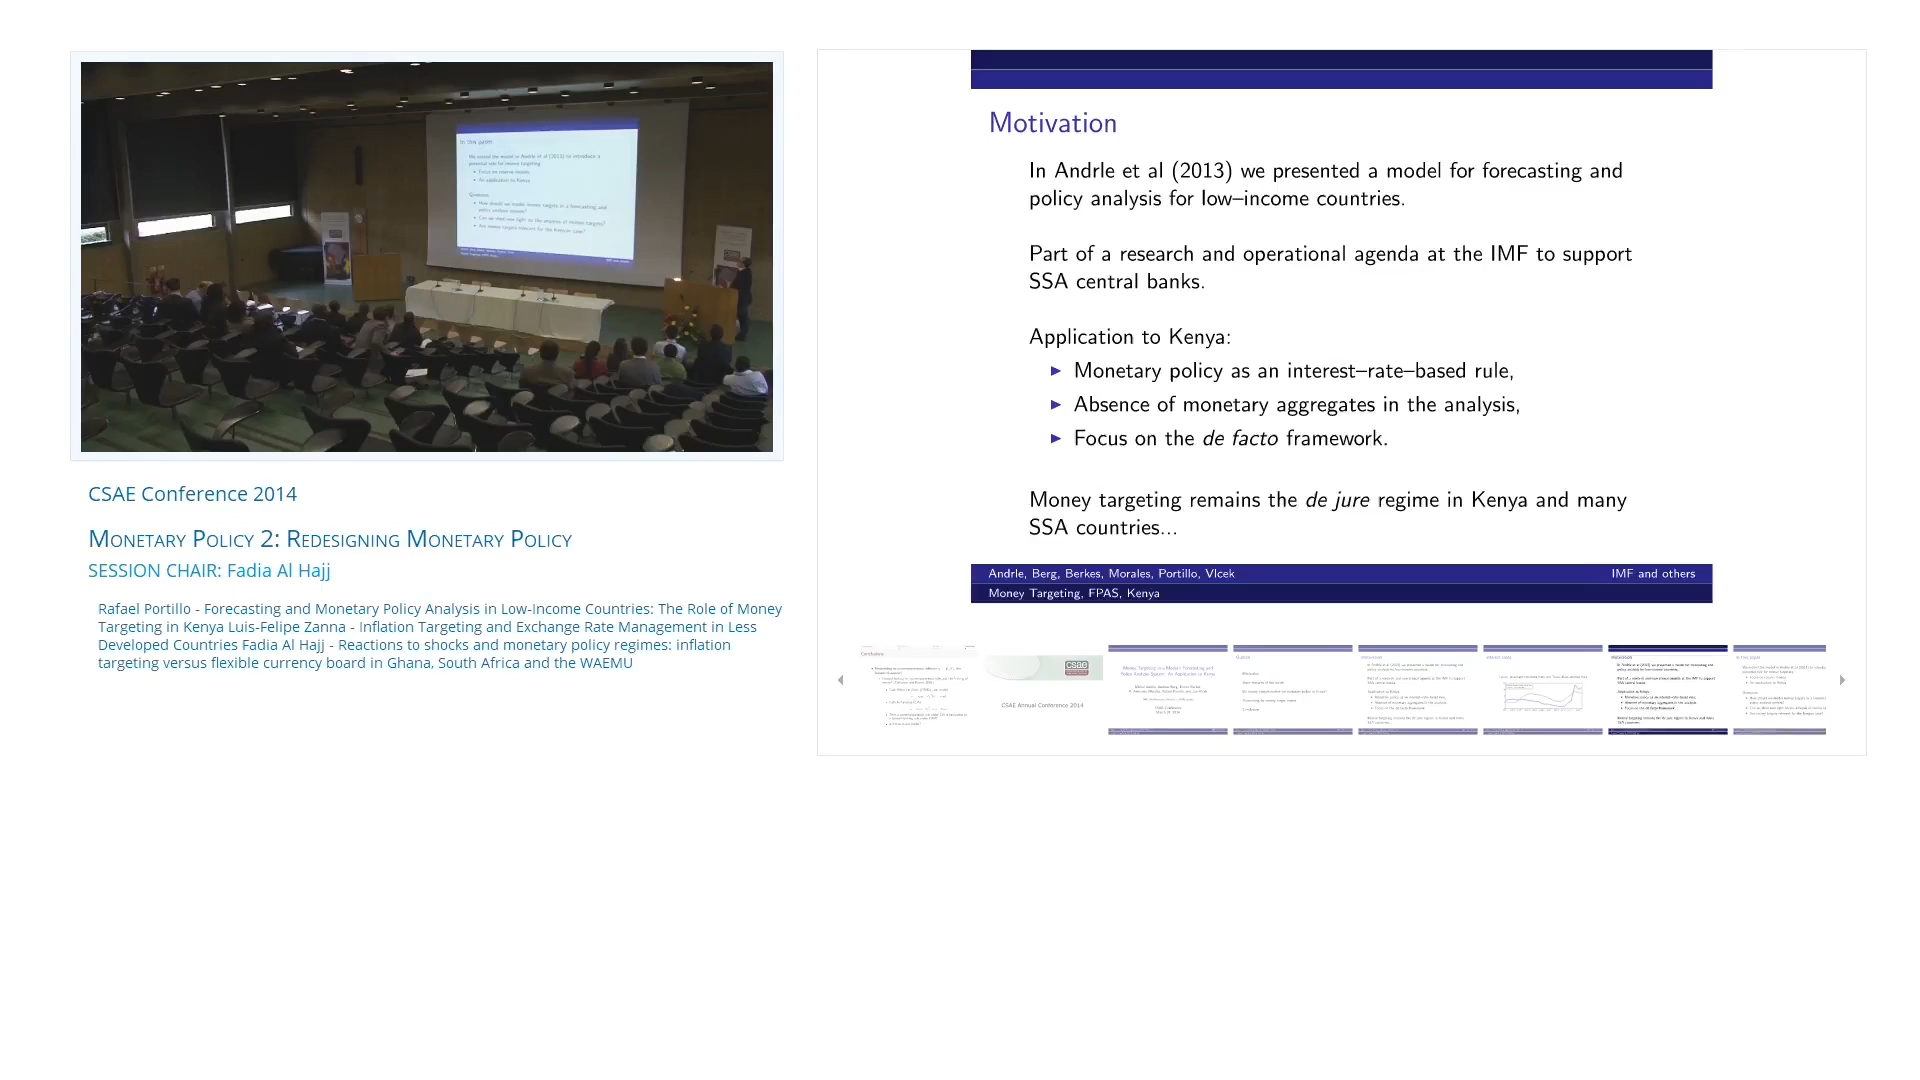 CSAE Conference 2014
Monetary Policy 2: Redesigning Monetary Policy
SESSION CHAIR: Fadia Al Hajj
Rafael Portillo - Forecasting and Monetary Policy Analysis in Low-Income Countries: The Role of Money
Targeting in Kenya Luis-Felipe Zanna - Inflation Targeting and Exchange Rate Management in Less
Developed Countries Fadia Al Hajj - Reactions to shocks and monetary policy regimes: inflation
targeting versus flexible currency board in Ghana, South Africa and the WAEMU
Motivation
In Andrle et al (2013) we presented a model for forecasting and
policy analysis for low–income countries.
Part of a research and operational agenda at the IMF to support
SSA central banks.
Application to Kenya:
Monetary policy as an interest–rate–based rule,
Absence of monetary aggregates in the analysis,
Focus on the de facto framework.
Money targeting remains the de jure regime in Kenya and many
SSA countries...
Andrle, Berg, Berkes, Morales, Portillo, Vlcek
IMF and others
Money Targeting, FPAS, Kenya
csae
CSAE Annual Conference 2014